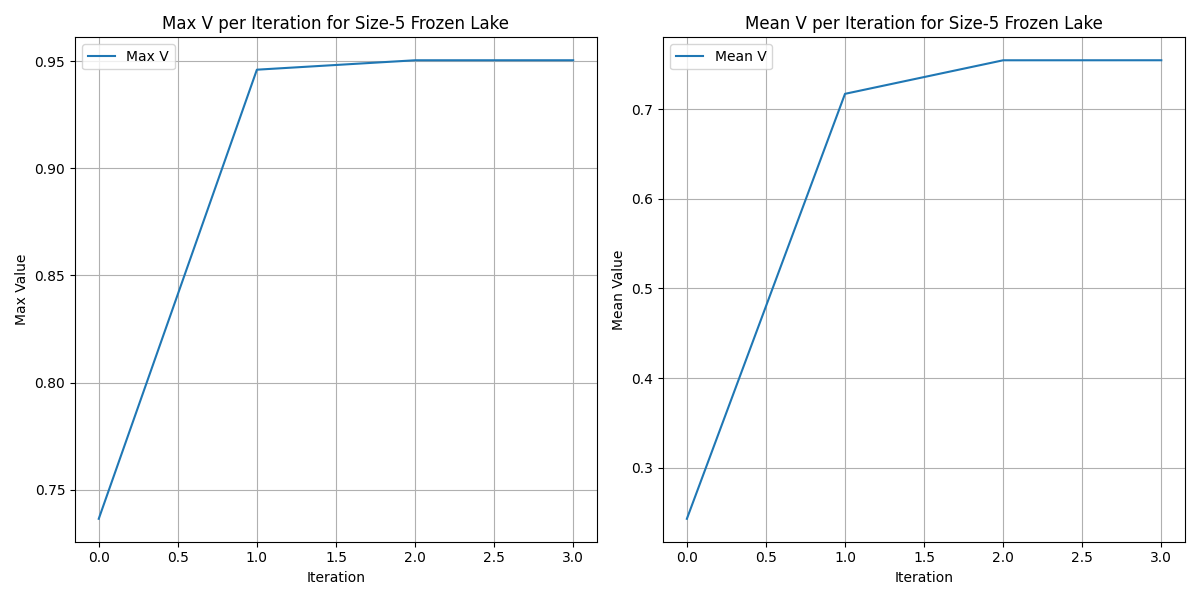 Max V per Iteration for Size-5 Frozen Lake
Max V
0.95
0.90
0.85
0.80
0.75
Max Value
0.0 0.5 1.0 1.5 2.0 2.5 3.0
Iteration
Mean V per Iteration for Size-5 Frozen Lake
Mean V
0.7
0.6
0.5
0.4
0.3
Mean Value
0.0 0.5 1.0 1.5 2.0 2.5 3.0
Iteration